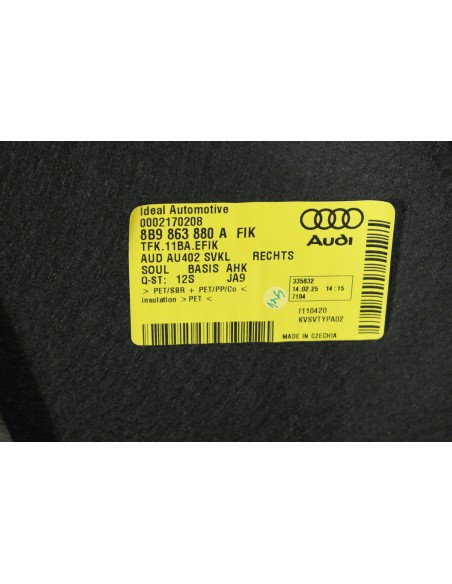 Ideal Automotive
0002170208
8B9 863 880 A FIK
TFK.11BA.EFIK
AUD AU402 SVKL RECHTS
SOUL BASIS AHK
Q-ST: 12S JA9
> PET/SBR + PET/PP/Co <
insulation > PET <
Audi
335832
14.02.25 14:15
7104
I110420
KVSVTYPA02
MADE IN CZECHIA